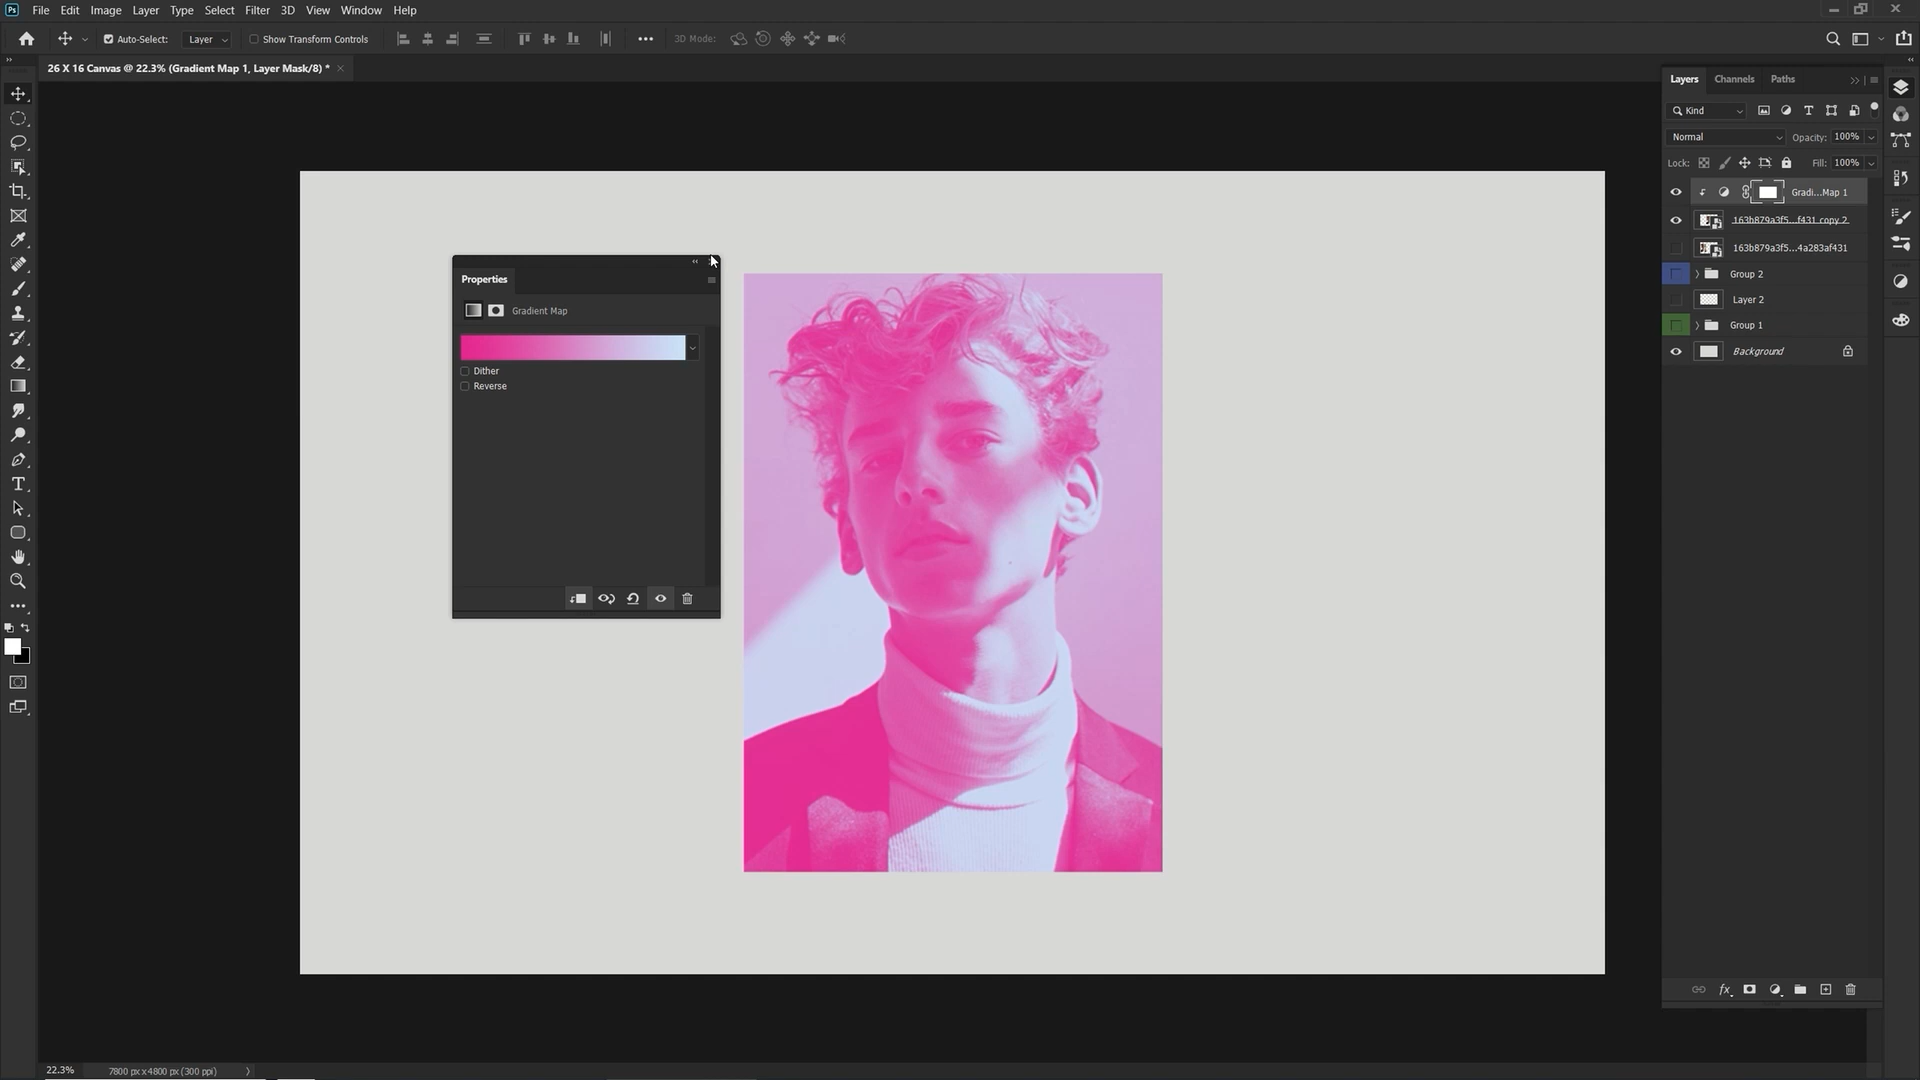 Ps File Edit Image Layer Type Select Filter 3D View Window Help
Auto-Select: Layer Show Transform Controls 3D Mode:
26 X 16 Canvas @ 22.3% (Gradient Map 1, Layer Mask/8) *
Properties
Gradient Map
Dither
Reverse
Layers Channels Paths
Kind
Normal Opacity: 100%
Lock: Fill: 100%
Gradi...Map 1
163b879a3f5...f431 copy 2
163b879a3f5...4a283af431
Group 2
Layer 2
Group 1
Background
fx
22.3% 7800 px x 4800 px (300 ppi)